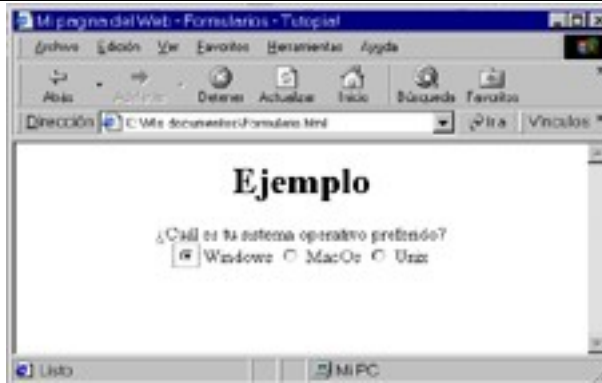 Mi pagina del Web - Formularios - Tutorial
Archivo Edición Ver Favoritos Herramientas Ayuda
Atrás Adelante Detener Actualizar Inicio Búsqueda Favoritos
Dirección C:\Mis documentos\Formulario.html Ir a Vínculos
Ejemplo
¿Cuál es tu sistema operativo preferido?
Windows MacOs Unix
Listo Mi PC